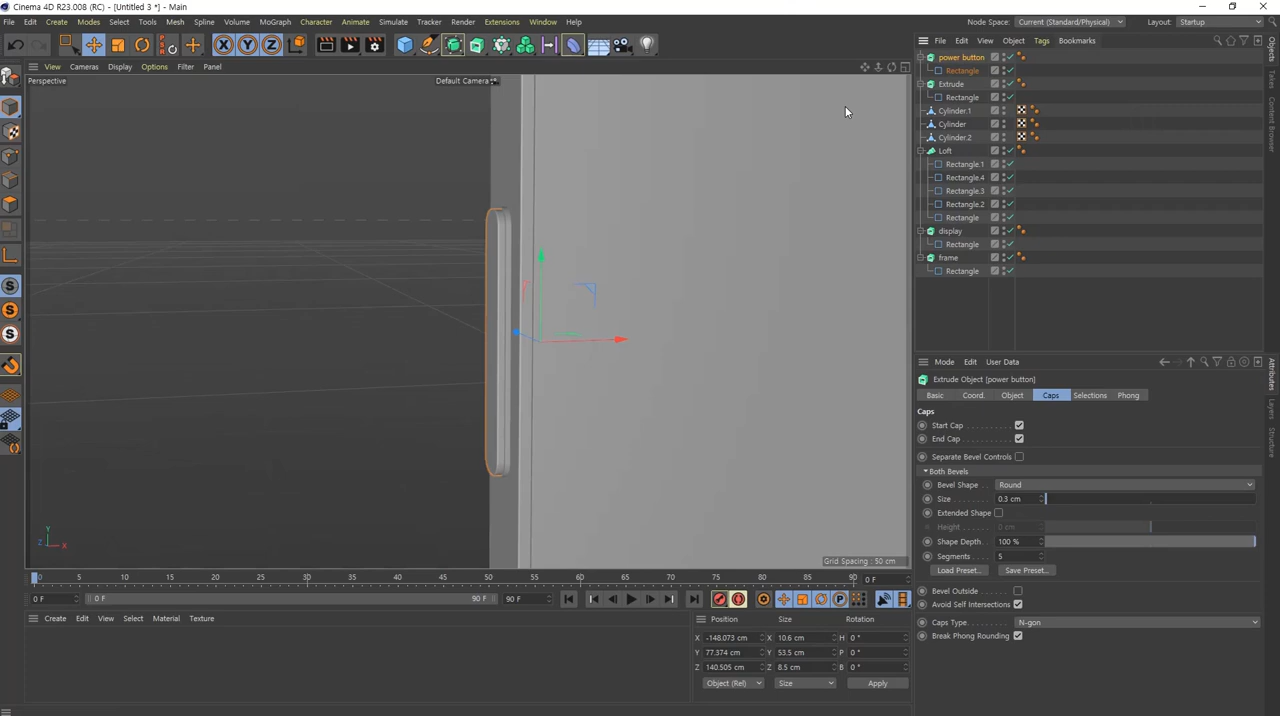 Cinema 4D R23.008 (RC) - [Untitled 3 *] - Main
File Edit Create Modes Select Tools Mesh Spline Volume MoGraph Character Animate Simulate Tracker Render Extensions Window Help
Node Space: Current (Standard/Physical) Layout: Startup
File Edit View Object Tags Bookmarks
View Cameras Display Options Filter Panel
Perspective
Default Camera
power button
Rectangle
Extrude
Rectangle
Cylinder.1
Cylinder
Cylinder.2
Loft
Rectangle.1
Rectangle.4
Rectangle.3
Rectangle.2
Rectangle
display
Rectangle
frame
Rectangle
Objects
Takes
Content Browser
Mode Edit User Data
Extrude Object [power button]
Basic Coord. Object Caps Selections Phong
Caps
Start Cap
End Cap
Separate Bevel Controls
Both Bevels
Bevel Shape Round
Size 0.3 cm
Extended Shape
Height 0 cm
Shape Depth 100 %
Segments 5
Load Preset... Save Preset...
Bevel Outside
Avoid Self Intersections
Caps Type N-gon
Break Phong Rounding
Attributes
Layers
Structure
Y
Z X
Grid Spacing : 50 cm
0 5 10 15 20 25 30 35 40 45 50 55 60 65 70 75 80 85 90 0 F
0 F 0 F 90 F 90 F
Create Edit View Select Material Texture
Position Size Rotation
X -148.073 cm X 10.6 cm H 0 °
Y 77.374 cm Y 53.5 cm P 0 °
Z 140.505 cm Z 8.5 cm B 0 °
Object (Rel) Size Apply